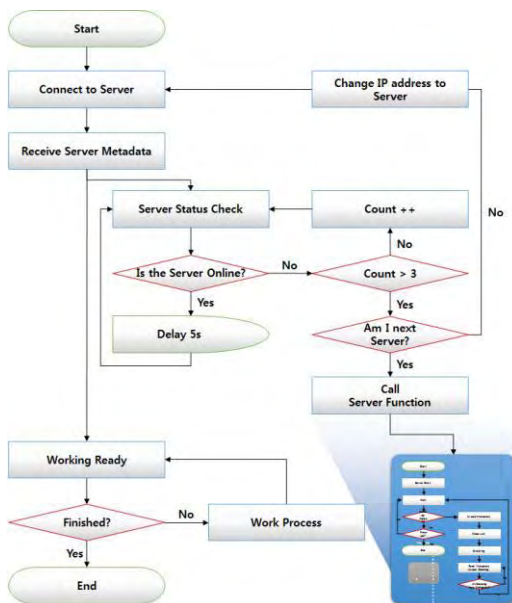 Start
Connect to Server
Change IP address to
Server
Receive Server Metadata
Server Status Check
Count ++
No
No
Is the Server Online?
No
Count > 3
Yes
Yes
Delay 5s
Am I next
Server?
Yes
Call
Server Function
Working Ready
Finished?
No
Work Process
Yes
End